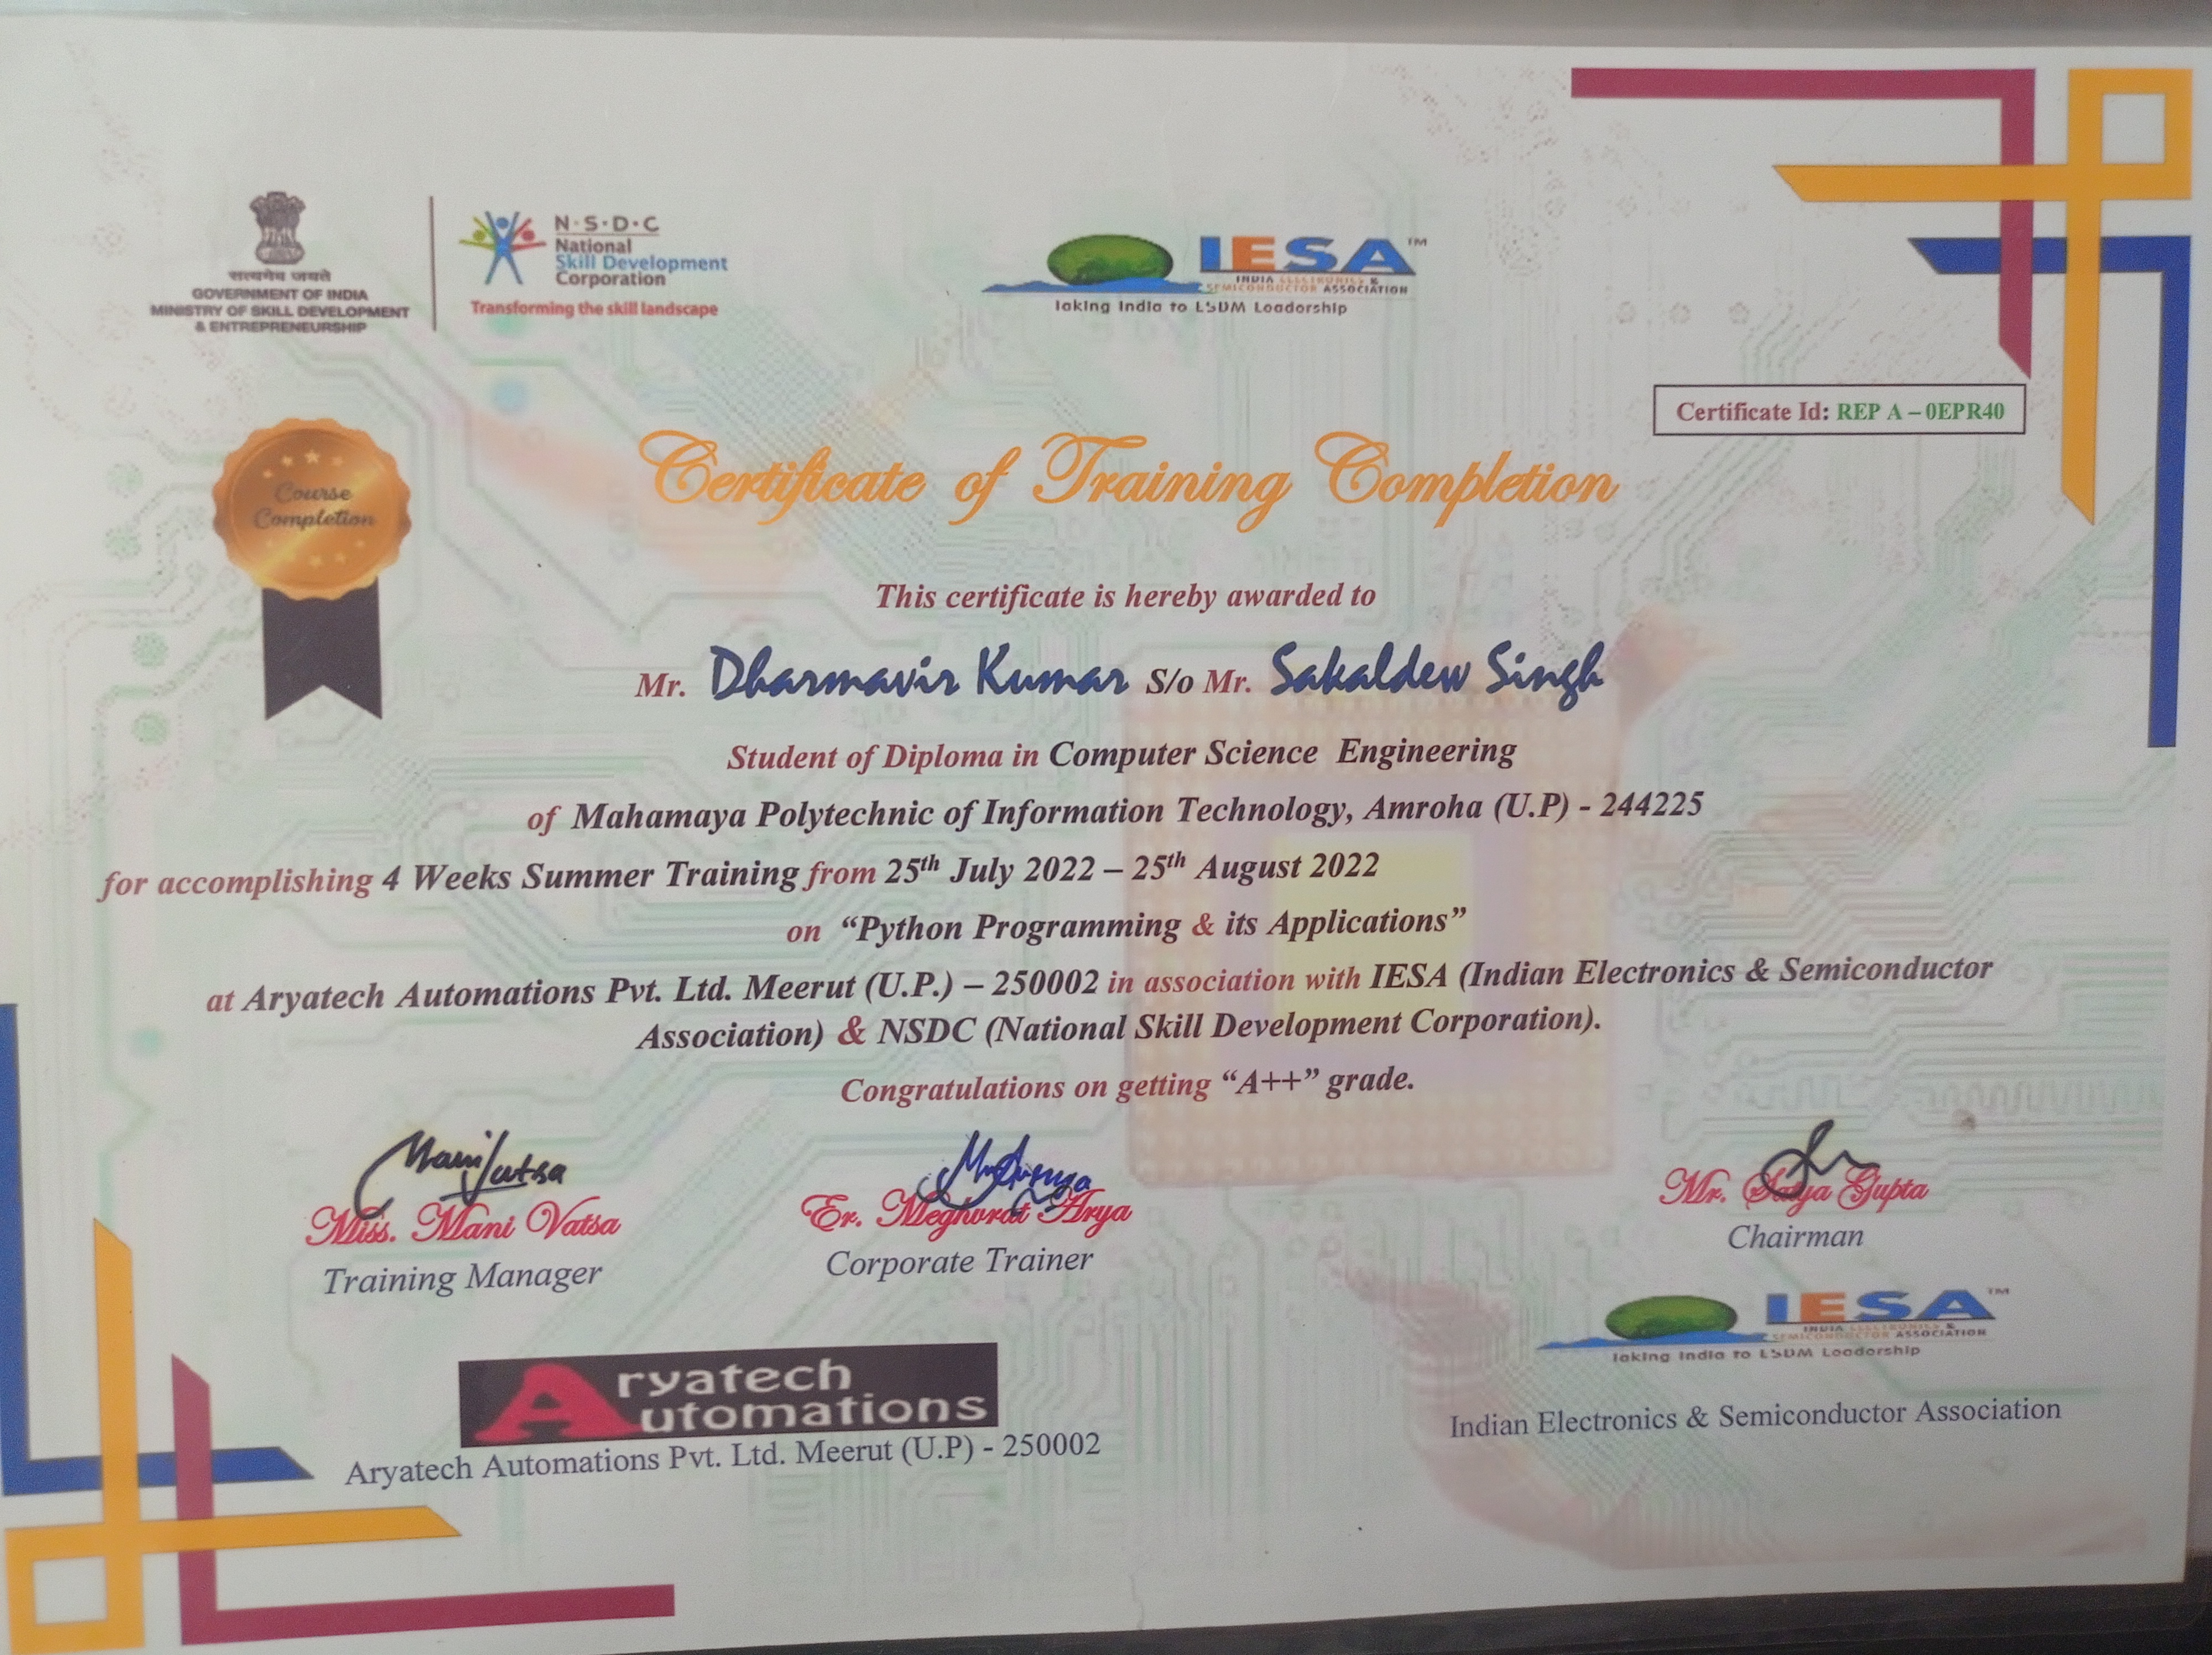 सत्यमेव जयते
GOVERNMENT OF INDIA
MINISTRY OF SKILL DEVELOPMENT
& ENTREPRENEURSHIP
N·S·D·C
National
Skill Development
Corporation
Transforming the skill landscape
IESA™
INDIA ELECTRONICS &
SEMICONDUCTOR ASSOCIATION
Taking India to ESDM Leadership
Certificate Id: REP A – 0EPR40
Course
Completion
Certificate of Training Completion
This certificate is hereby awarded to
Mr. Dharmavir Kumar S/o Mr. Sakaldew Singh
Student of Diploma in Computer Science Engineering
of Mahamaya Polytechnic of Information Technology, Amroha (U.P) - 244225
for accomplishing 4 Weeks Summer Training from 25th July 2022 – 25th August 2022
on “Python Programming & its Applications”
at Aryatech Automations Pvt. Ltd. Meerut (U.P.) – 250002 in association with IESA (Indian Electronics & Semiconductor
Association) & NSDC (National Skill Development Corporation).
Congratulations on getting “A++” grade.
Mani Vatsa
Miss. Mani Vatsa
Training Manager
Er. Meghvrat Arya
Corporate Trainer
Mr. Satya Gupta
Chairman
Aryatech
Automations
Aryatech Automations Pvt. Ltd. Meerut (U.P) - 250002
IESA™
INDIA ELECTRONICS &
SEMICONDUCTOR ASSOCIATION
Taking India to ESDM Leadership
Indian Electronics & Semiconductor Association